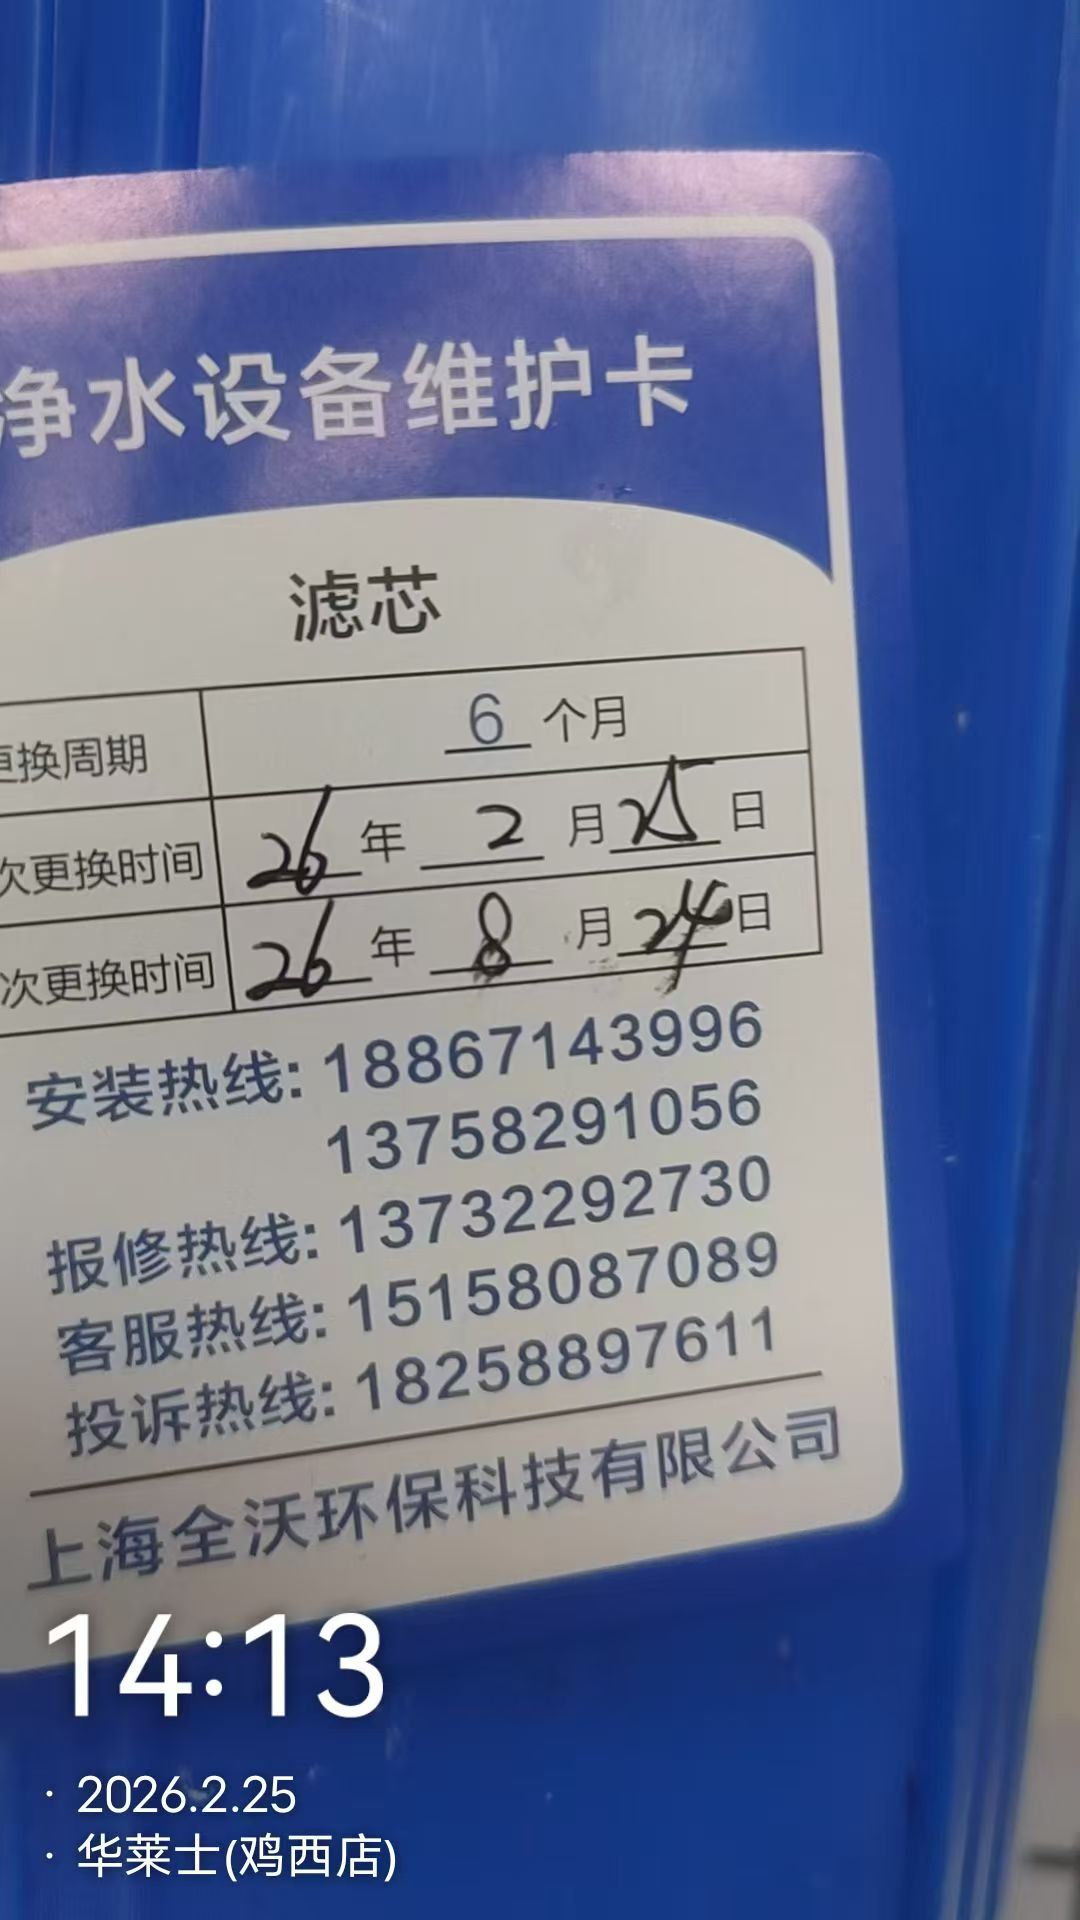 净水设备维护卡
滤芯
更换周期 6 个月
次更换时间 26 年 2 月 25 日
次更换时间 26 年 8 月 24 日
安装热线: 18867143996
13758291056
报修热线: 13732292730
客服热线: 15158087089
投诉热线: 18258897611
上海全沃环保科技有限公司
14:13
· 2026.2.25
· 华莱士(鸡西店)